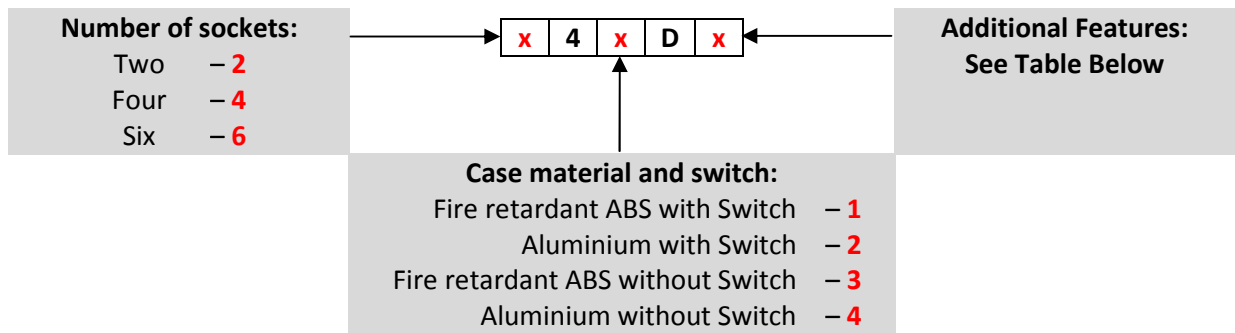 Number of sockets:
Two – 2
Four – 4
Six – 6
x 4 x D x
Additional Features:
See Table Below
Case material and switch:
Fire retardant ABS with Switch – 1
Aluminium with Switch – 2
Fire retardant ABS without Switch – 3
Aluminium without Switch – 4